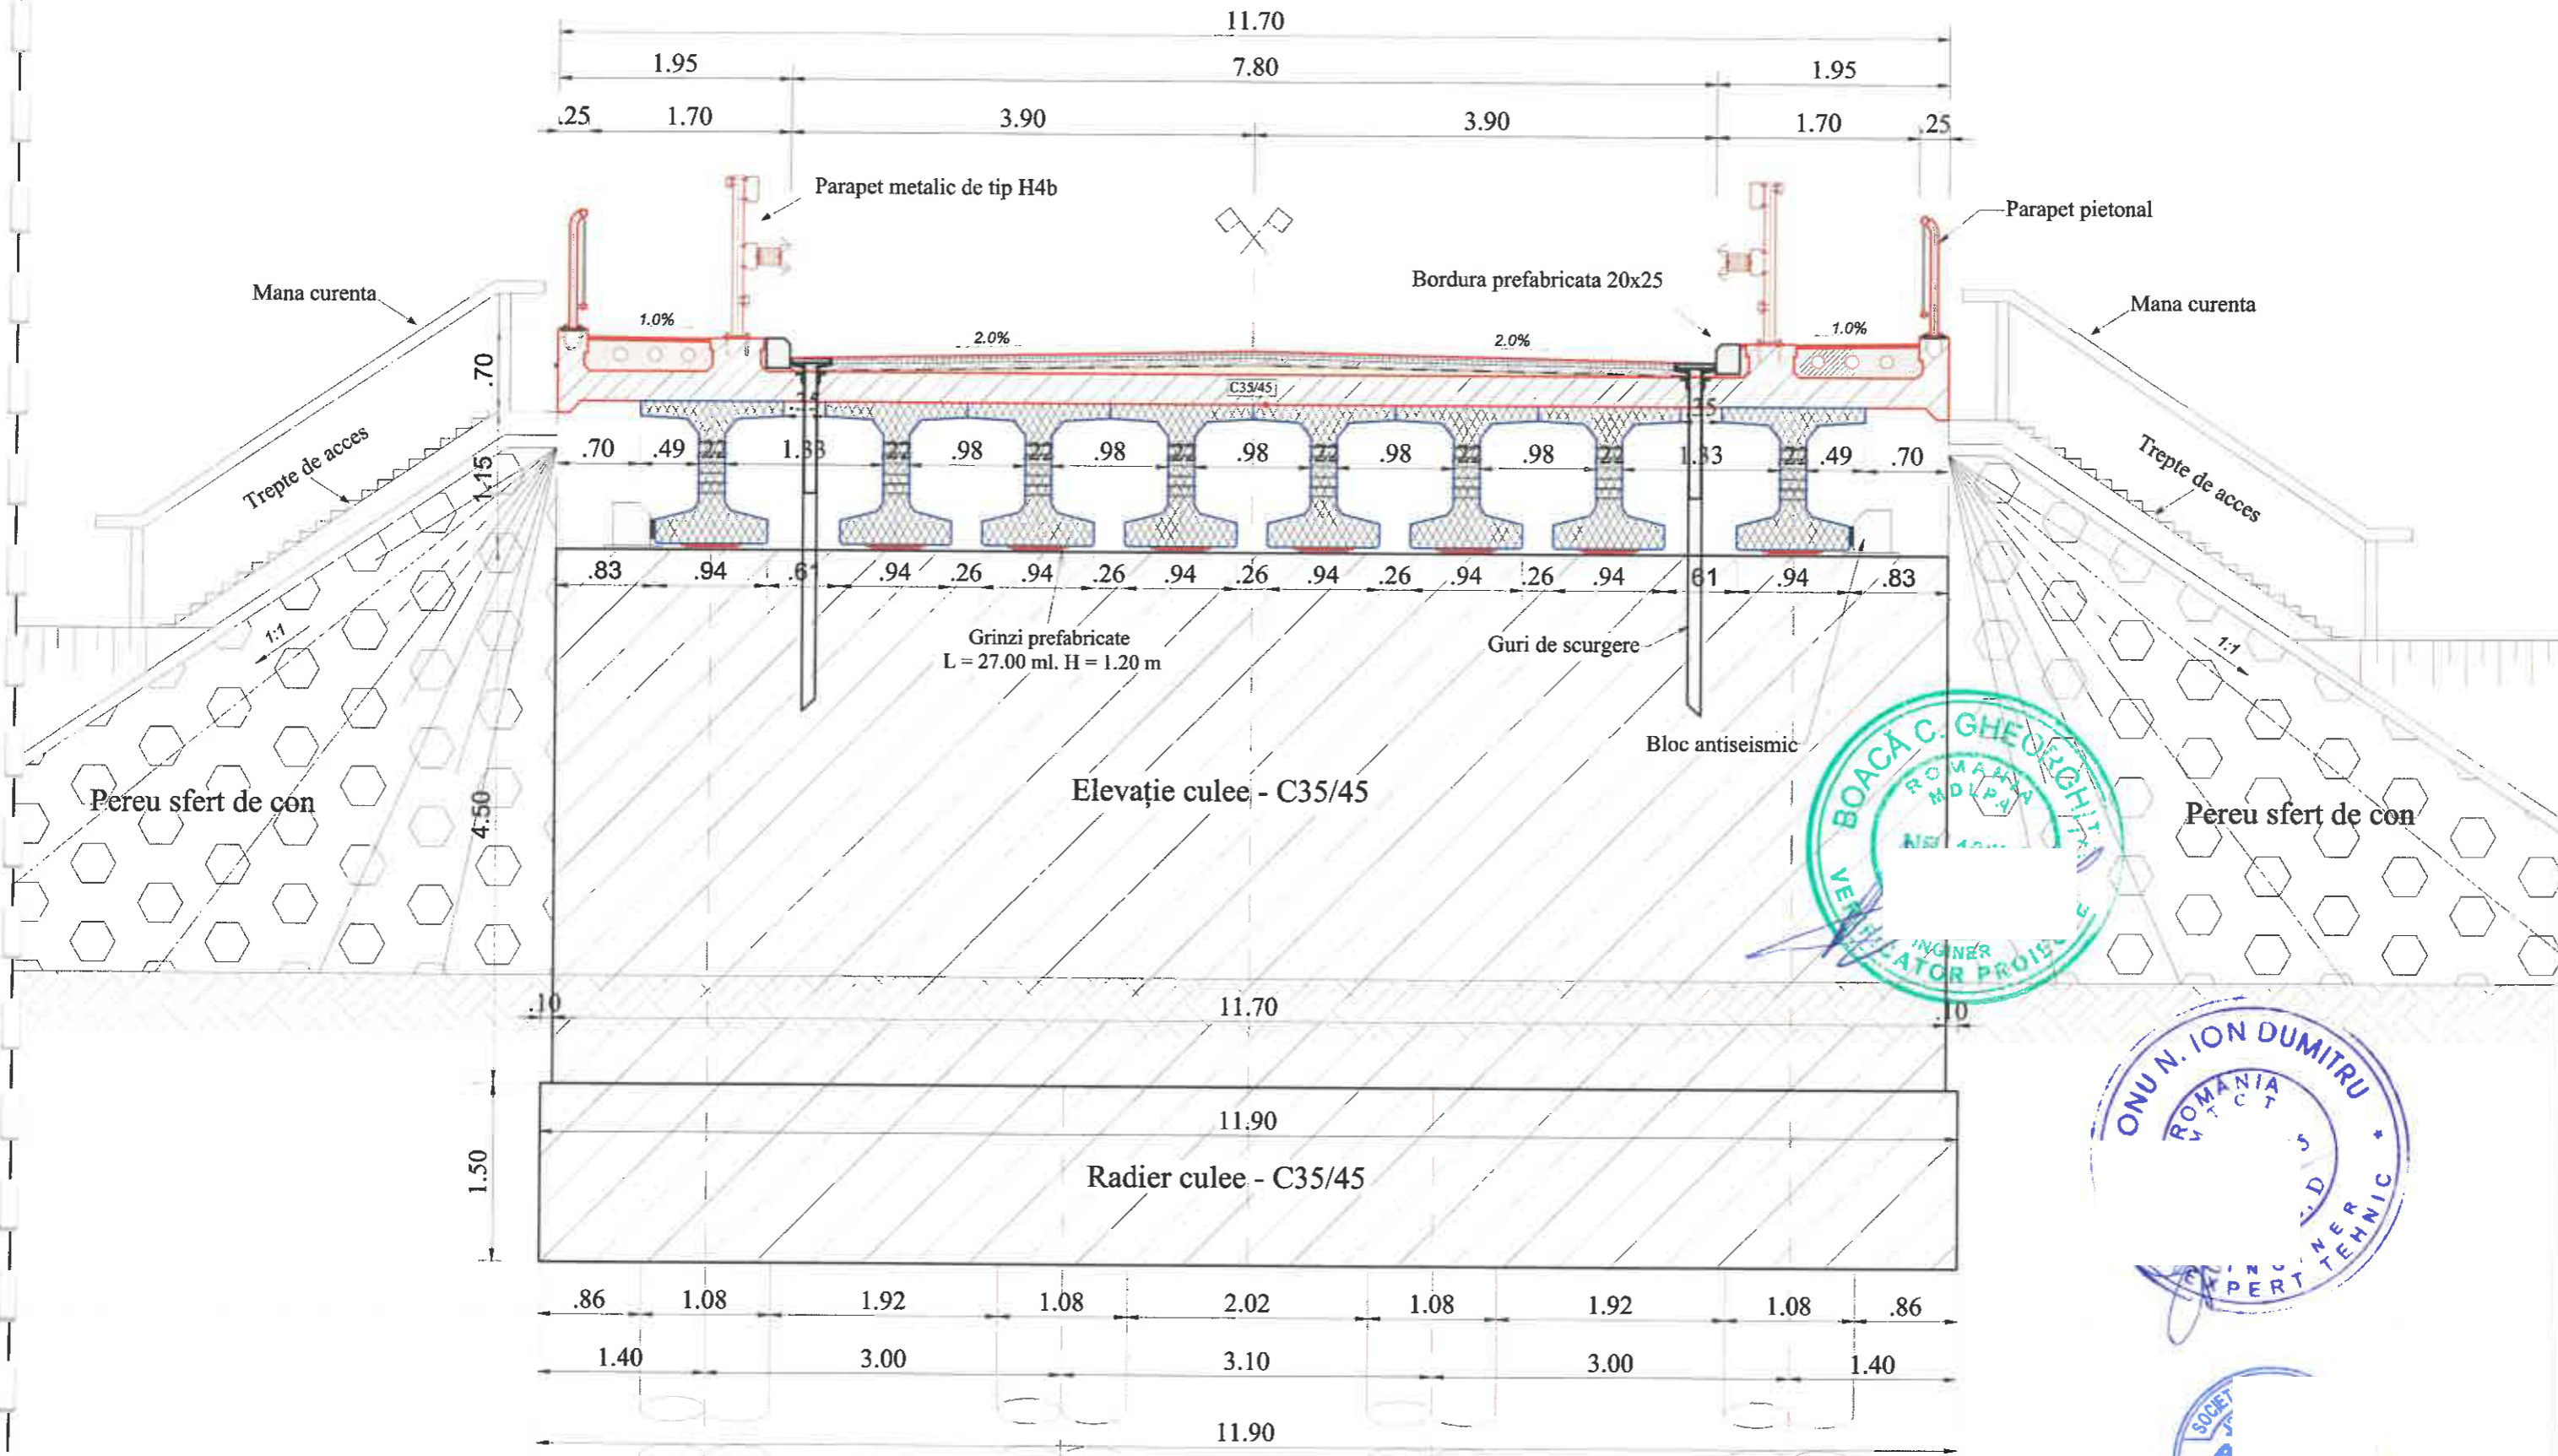 11.70
1.95 7.80 1.95
.25 1.70 3.90 3.90 1.70 .25
Parapet metalic de tip H4b
Parapet pietonal
Bordura prefabricata 20x25
Mana curenta
Mana curenta
1.0% 2.0% 2.0% 1.0%
C35/45
.70
Trepte de acces
Trepte de acces
.70 .49 22 1.33 22 .98 22 .98 22 .98 22 .98 22 .98 22 1.33 22 .49 .70
1.15
.83 .94 .61 .94 .26 .94 .26 .94 .26 .94 .26 .94 .26 .94 61 .94 .83
1:1
1:1
Grinzi prefabricate
L = 27.00 ml. H = 1.20 m
Guri de scurgere
Bloc antiseismic
Elevație culee - C35/45
Pereu sfert de con
Pereu sfert de con
4.50
BOACĂ C. GHEORGHIȚĂ
ROMANIA
MDLPA
INGINER
.10 11.70 .10
11.90
Radier culee - C35/45
1.50
ONU N. ION DUMITRU
ROMANIA
MTCT
EXPERT TEHNIC
.86 1.08 1.92 1.08 2.02 1.08 1.92 1.08 .86
1.40 3.00 3.10 3.00 1.40
11.90